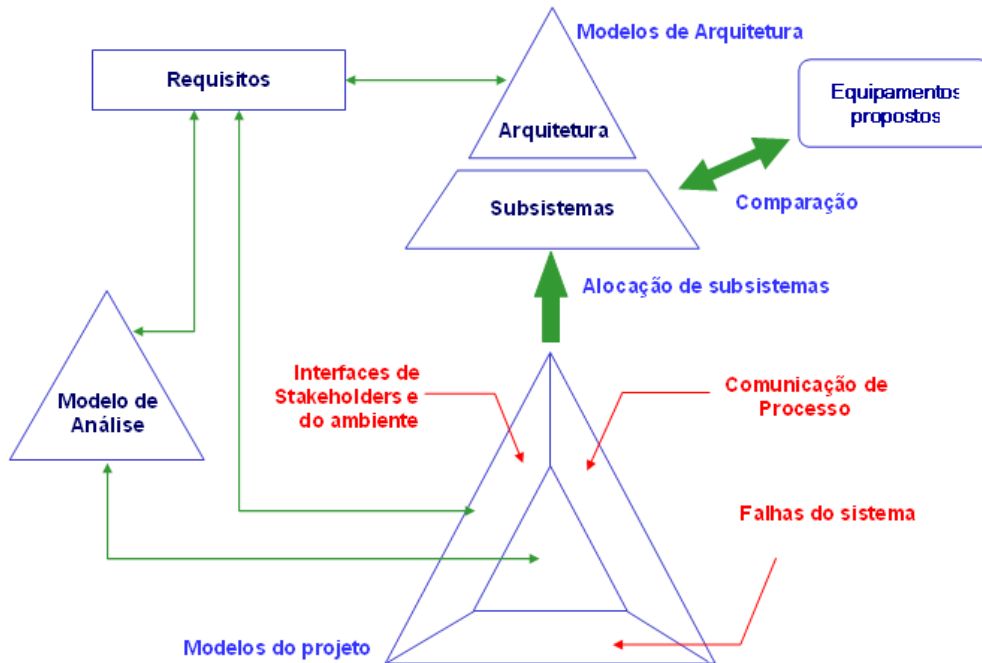 Modelos de Arquitetura
Requisitos
Equipamentos
propostos
Arquitetura
Subsistemas
Comparação
Alocação de subsistemas
Interfaces de
Stakeholders e
do ambiente
Comunicação de
Processo
Modelo de
Análise
Falhas do sistema
Modelos do projeto